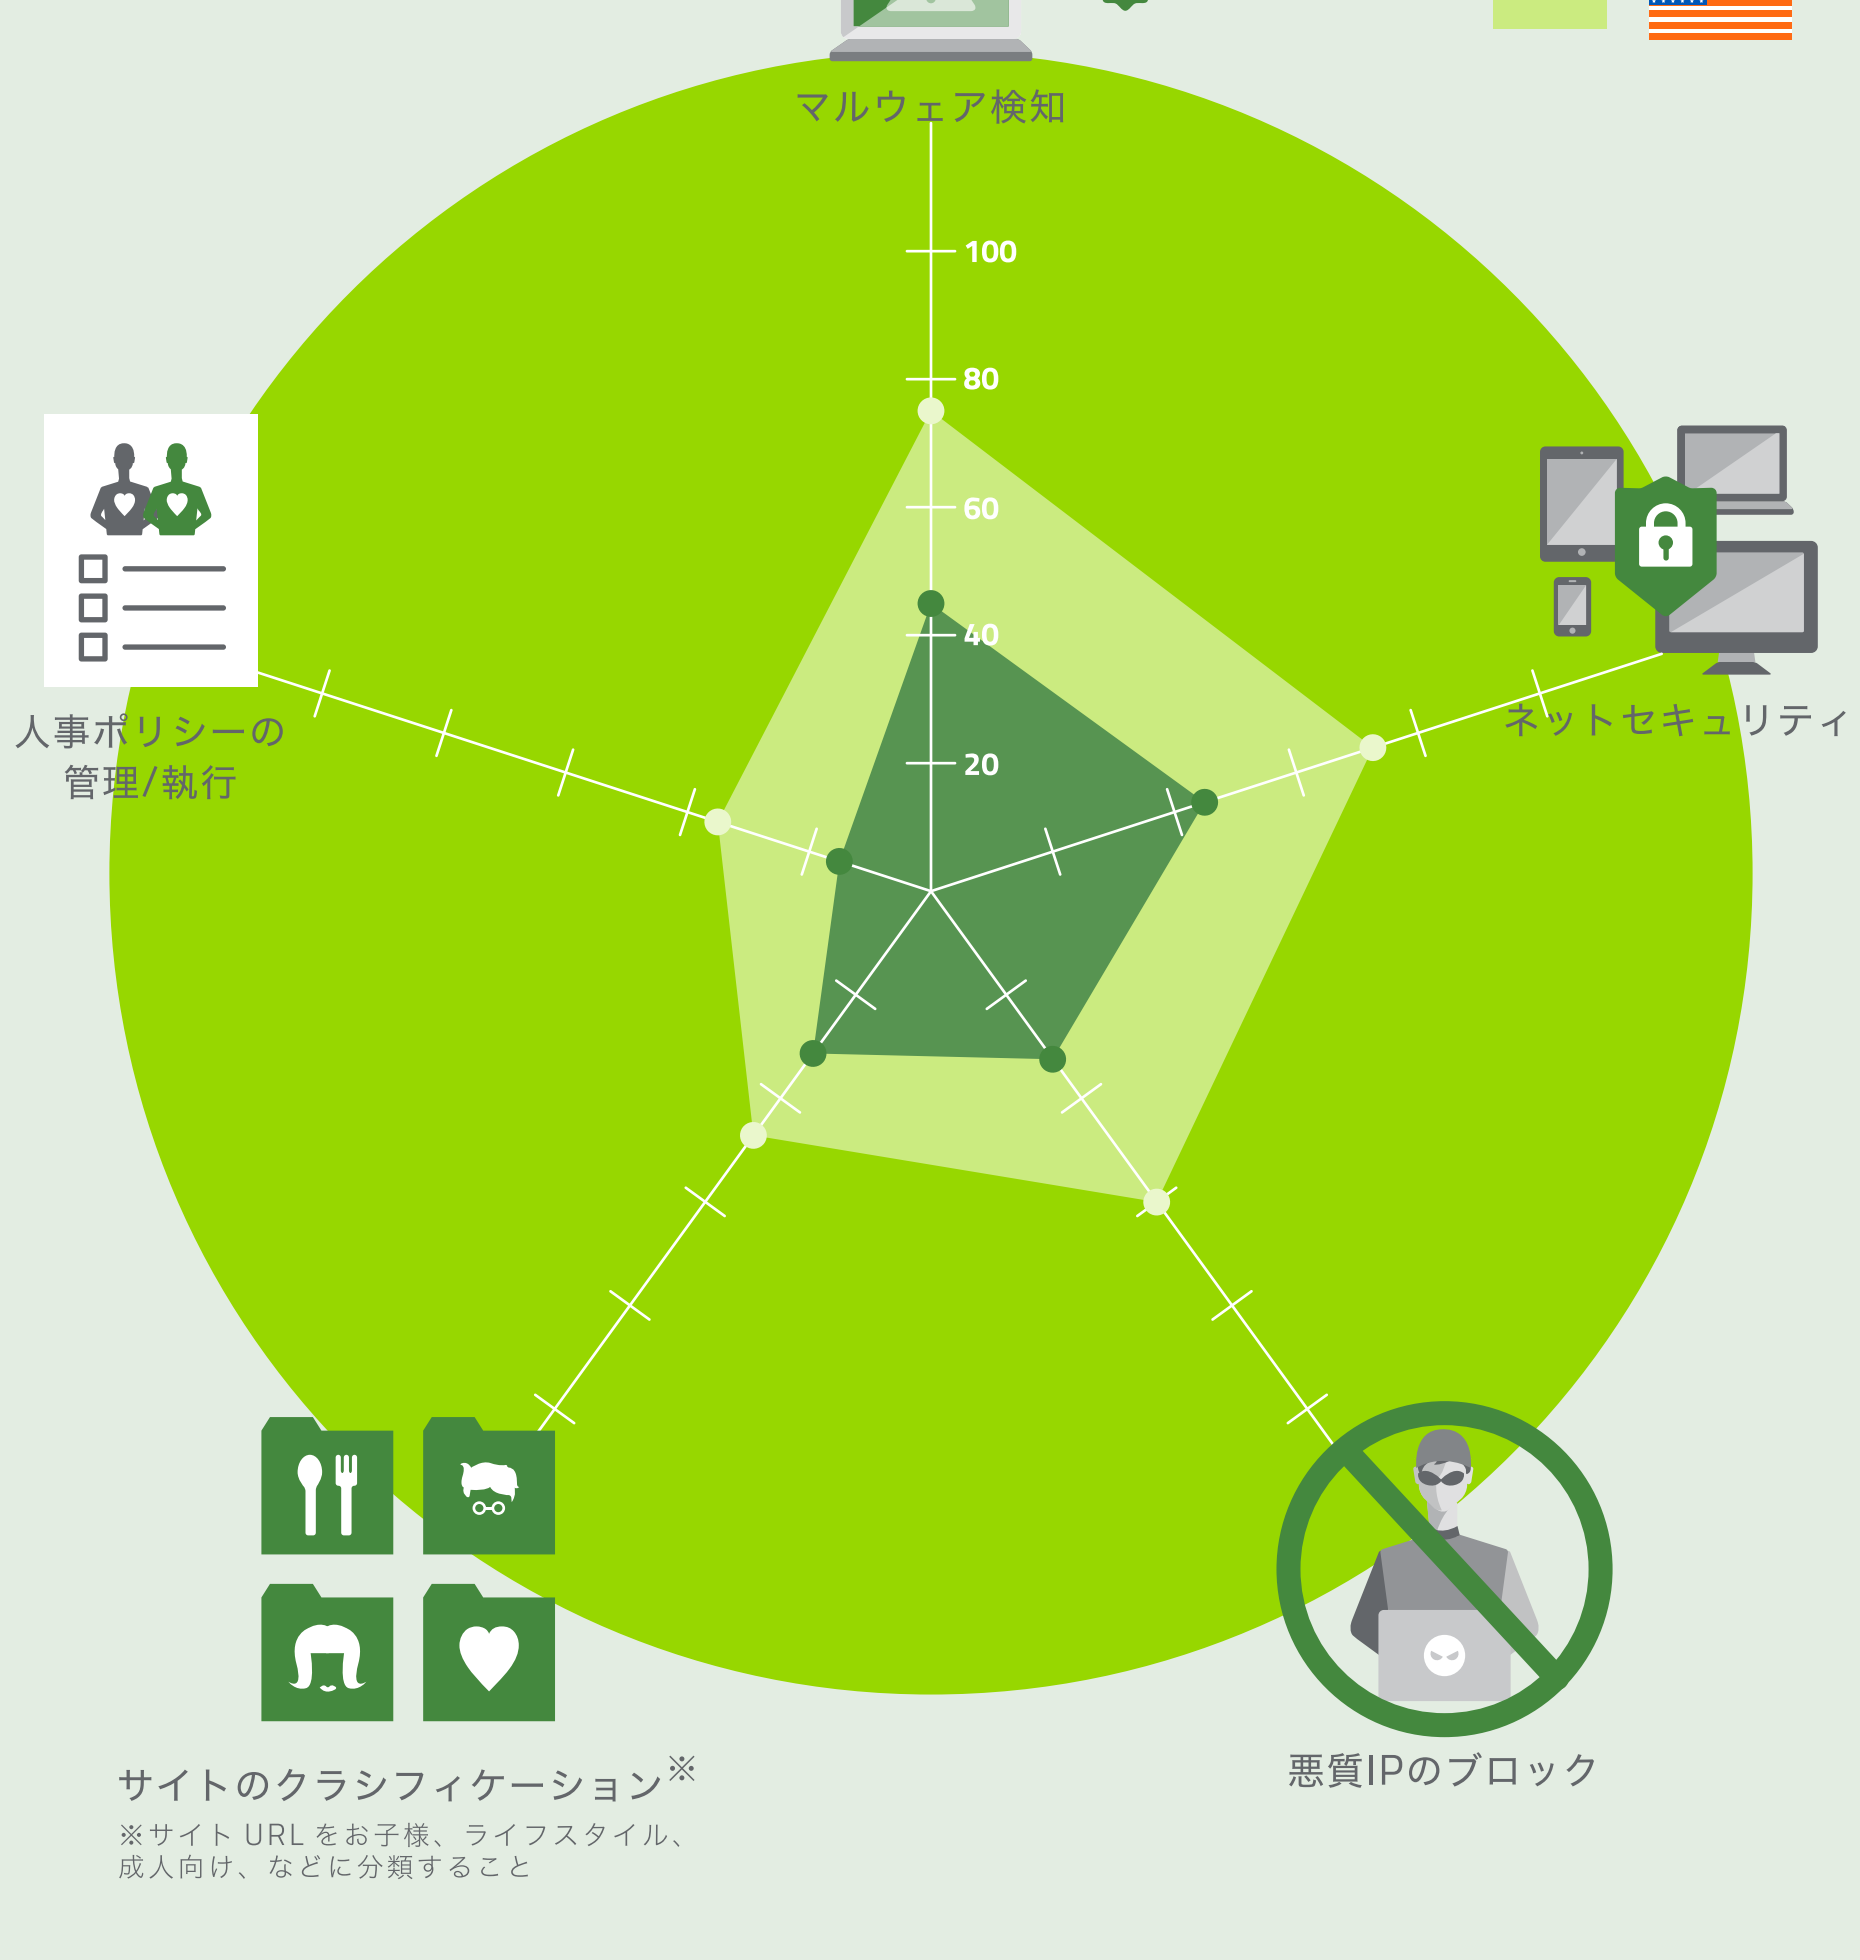 マルウェア検知
100
80
60
40
20
ネットセキュリティ
人事ポリシーの
管理/執行
サイトのクラシフィケーション※
※サイト URL をお子様、ライフスタイル、
成人向け、などに分類すること
悪質IPのブロック